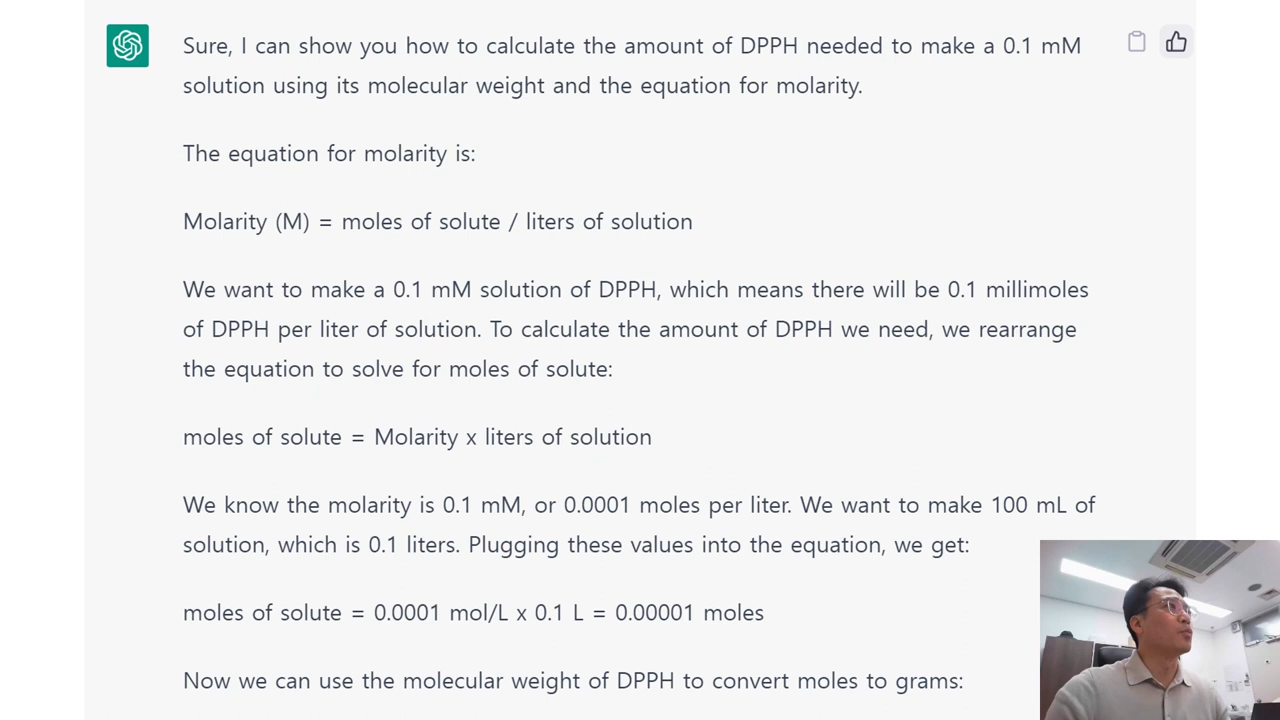 Sure, I can show you how to calculate the amount of DPPH needed to make a 0.1 mM
solution using its molecular weight and the equation for molarity.
The equation for molarity is:
Molarity (M) = moles of solute / liters of solution
We want to make a 0.1 mM solution of DPPH, which means there will be 0.1 millimoles
of DPPH per liter of solution. To calculate the amount of DPPH we need, we rearrange
the equation to solve for moles of solute:
moles of solute = Molarity x liters of solution
We know the molarity is 0.1 mM, or 0.0001 moles per liter. We want to make 100 mL of
solution, which is 0.1 liters. Plugging these values into the equation, we get:
moles of solute = 0.0001 mol/L x 0.1 L = 0.00001 moles
Now we can use the molecular weight of DPPH to convert moles to grams: